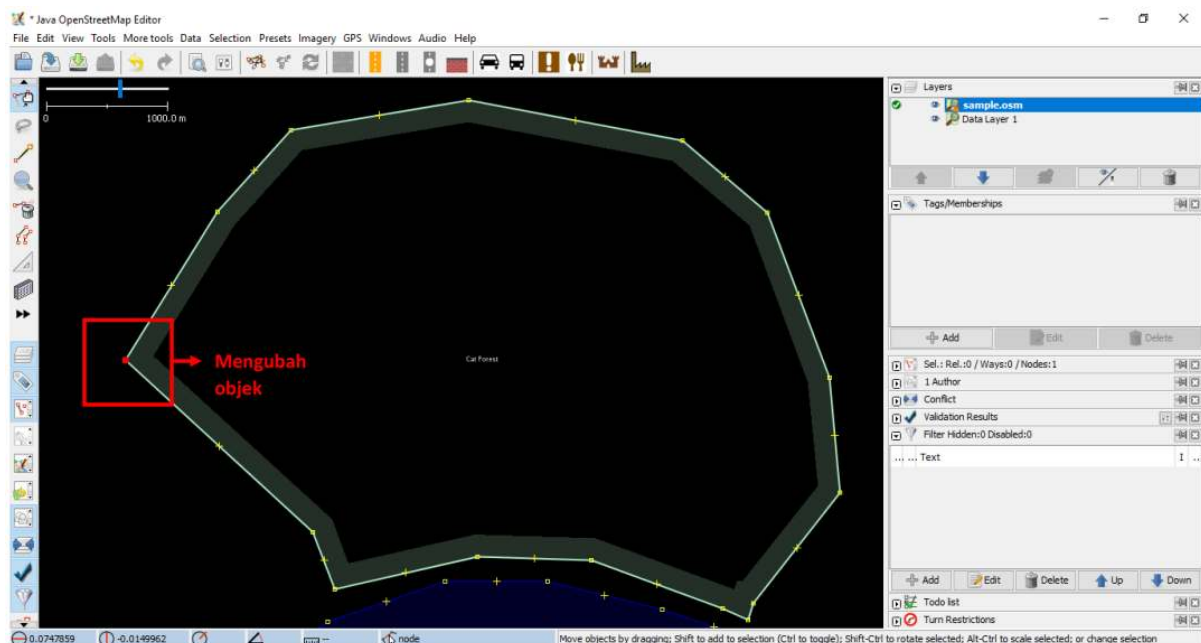 * Java OpenStreetMap Editor
File Edit View Tools More tools Data Selection Presets Imagery GPS Windows Audio Help
0 1000.0 m
Mengubah
objek
Cat Forest
Layers
sample.osm
Data Layer 1
Tags/Memberships
Add Edit Delete
Sel.: Rel.:0 / Ways:0 / Nodes:1
1 Author
Conflict
Validation Results
Filter Hidden:0 Disabled:0
... ... Text I ..
Add Edit Delete Up Down
Todo list
Turn Restrictions
0.0747859 -0.0149962 -- node Move objects by dragging; Shift to add to selection (Ctrl to toggle); Shift-Ctrl to rotate selected; Alt-Ctrl to scale selected; or change selection